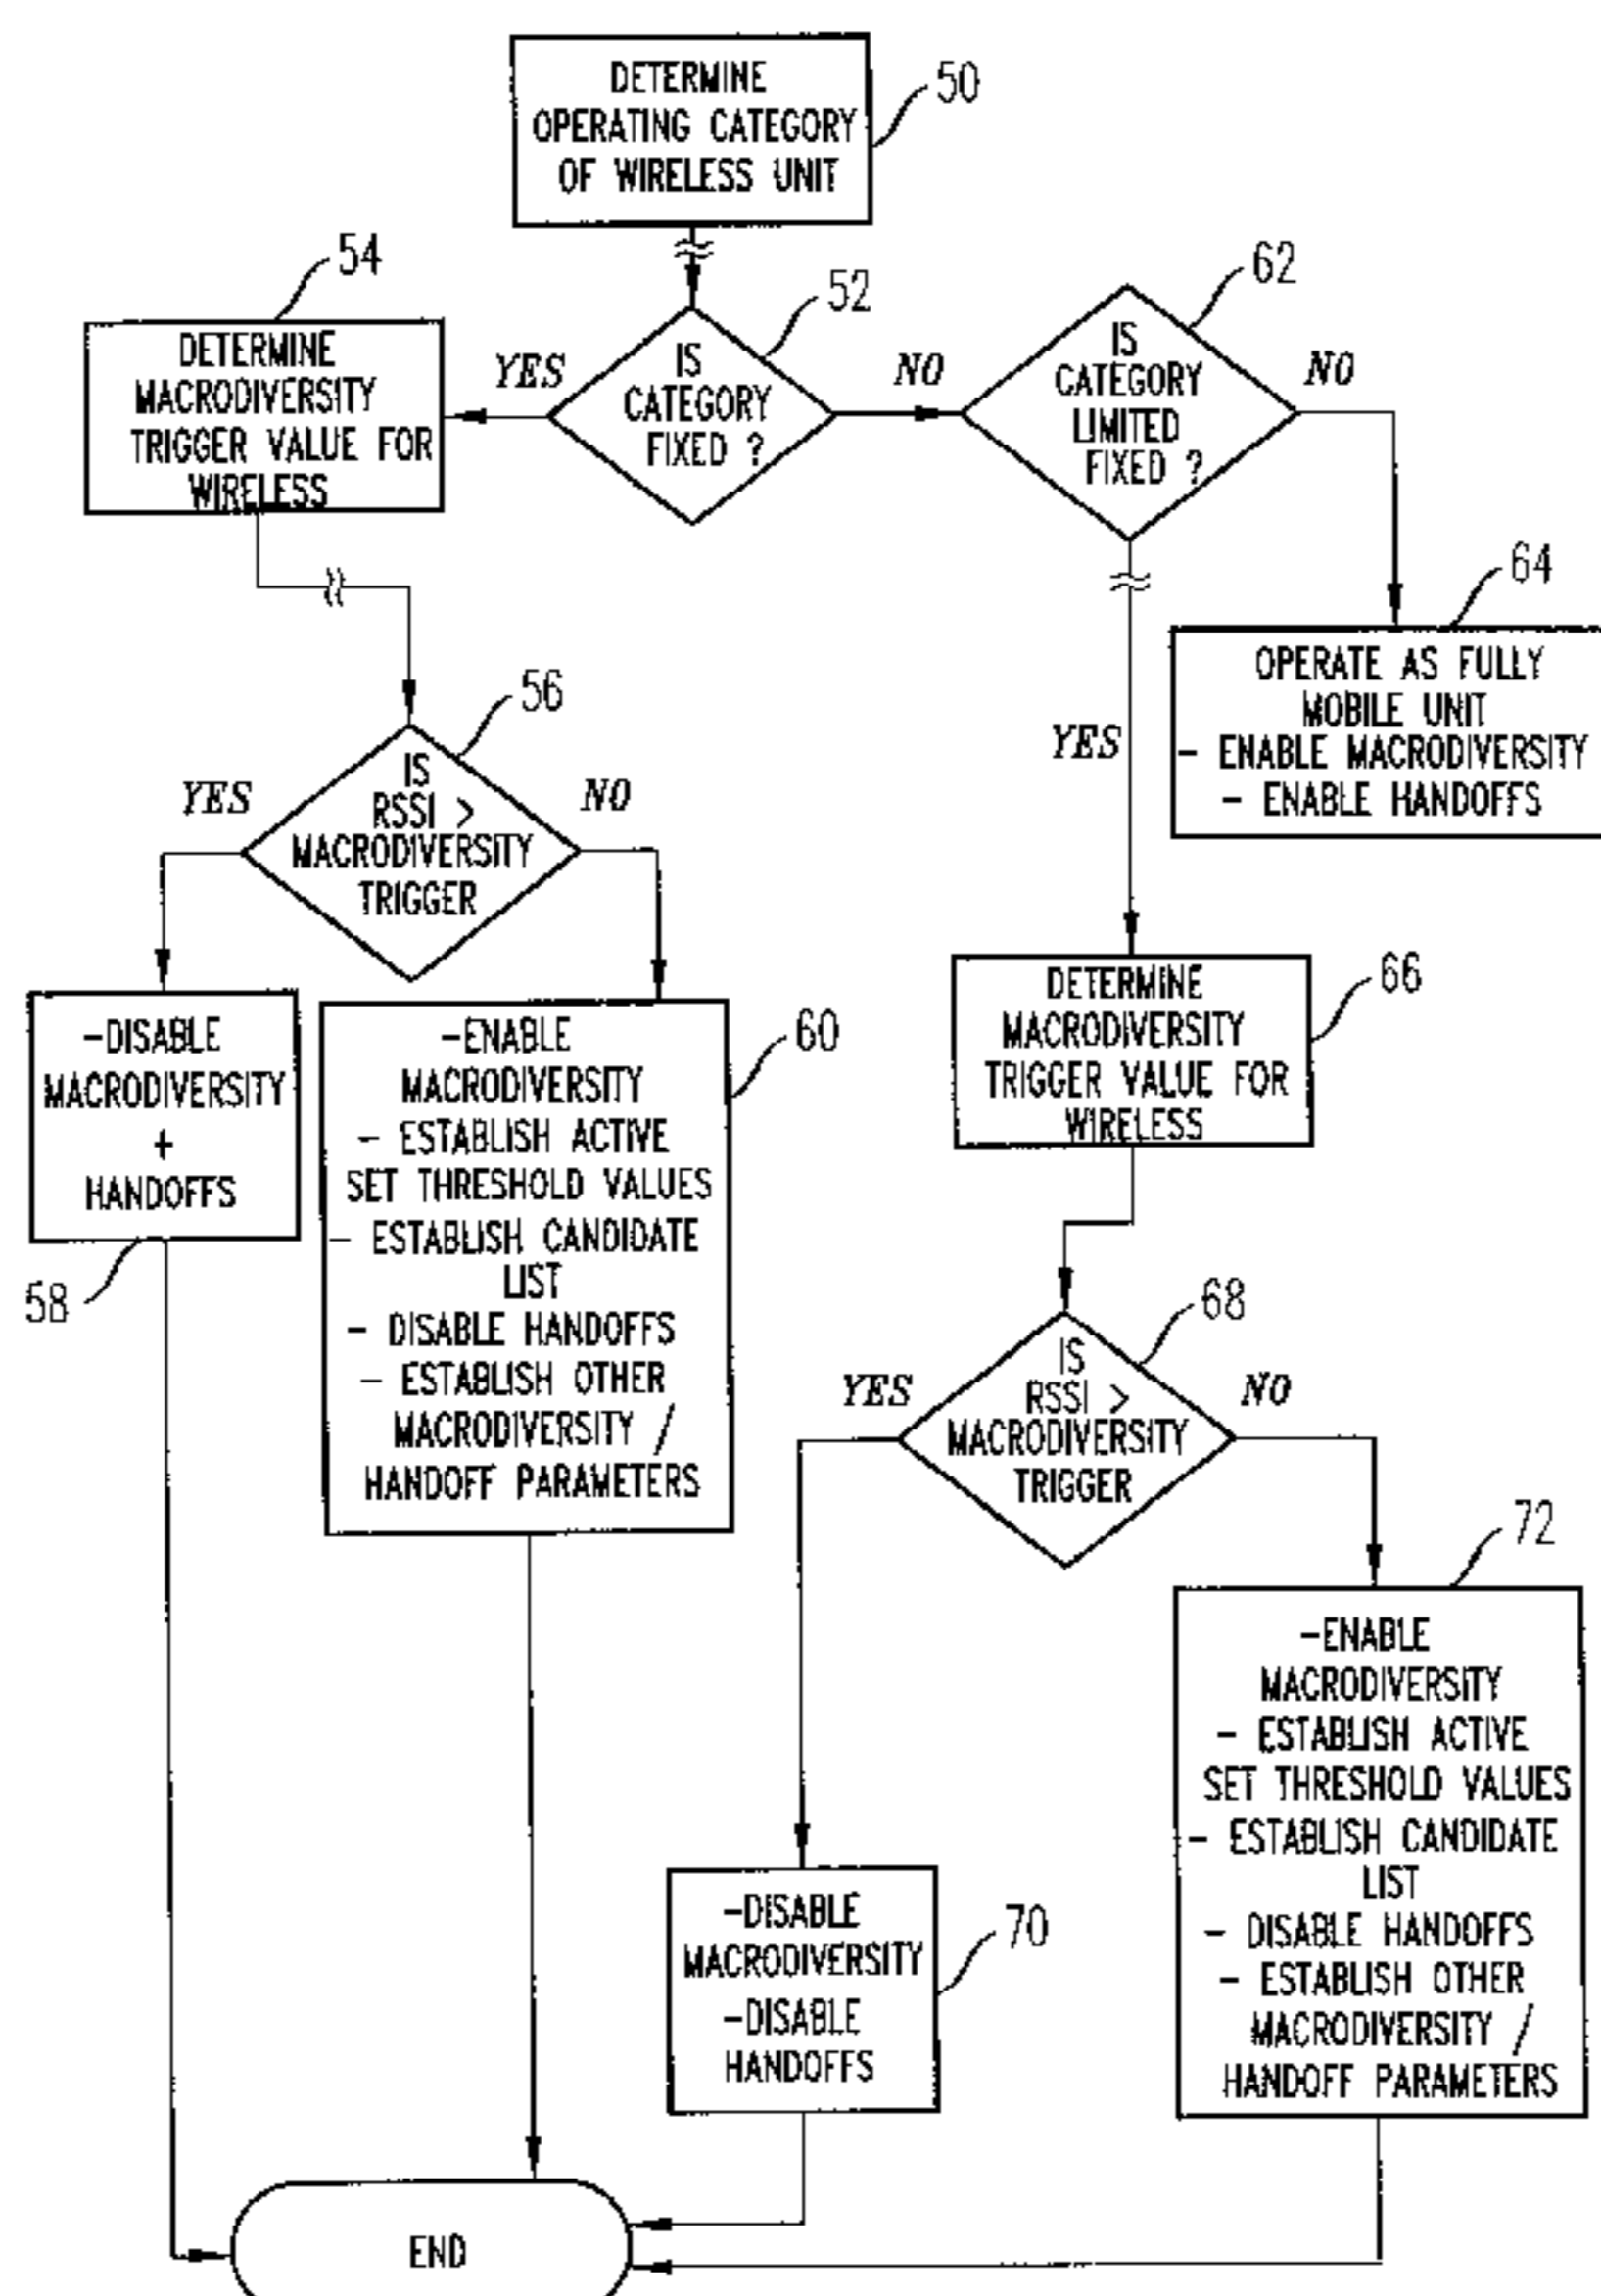 DETERMINE
OPERATING CATEGORY
OF WIRELESS UNIT
50
54
DETERMINE
MACRODIVERSITY
TRIGGER VALUE FOR
WIRELESS
YES
52
IS
CATEGORY
FIXED ?
NO
62
IS
CATEGORY
LIMITED
FIXED ?
NO
64
OPERATE AS FULLY
MOBILE UNIT
- ENABLE MACRODIVERSITY
- ENABLE HANDOFFS
YES
56
IS
RSSI >
MACRODIVERSITY
TRIGGER
YES
NO
-DISABLE
MACRODIVERSITY
+
HANDOFFS
58
60
-ENABLE
MACRODIVERSITY
- ESTABLISH ACTIVE
SET THRESHOLD VALUES
- ESTABLISH CANDIDATE
LIST
- DISABLE HANDOFFS
- ESTABLISH OTHER
MACRODIVERSITY /
HANDOFF PARAMETERS
66
DETERMINE
MACRODIVERSITY
TRIGGER VALUE FOR
WIRELESS
68
IS
RSSI >
MACRODIVERSITY
TRIGGER
YES
NO
-DISABLE
MACRODIVERSITY
-DISABLE
HANDOFFS
70
72
-ENABLE
MACRODIVERSITY
- ESTABLISH ACTIVE
SET THRESHOLD VALUES
- ESTABLISH CANDIDATE
LIST
- DISABLE HANDOFFS
- ESTABLISH OTHER
MACRODIVERSITY /
HANDOFF PARAMETERS
END